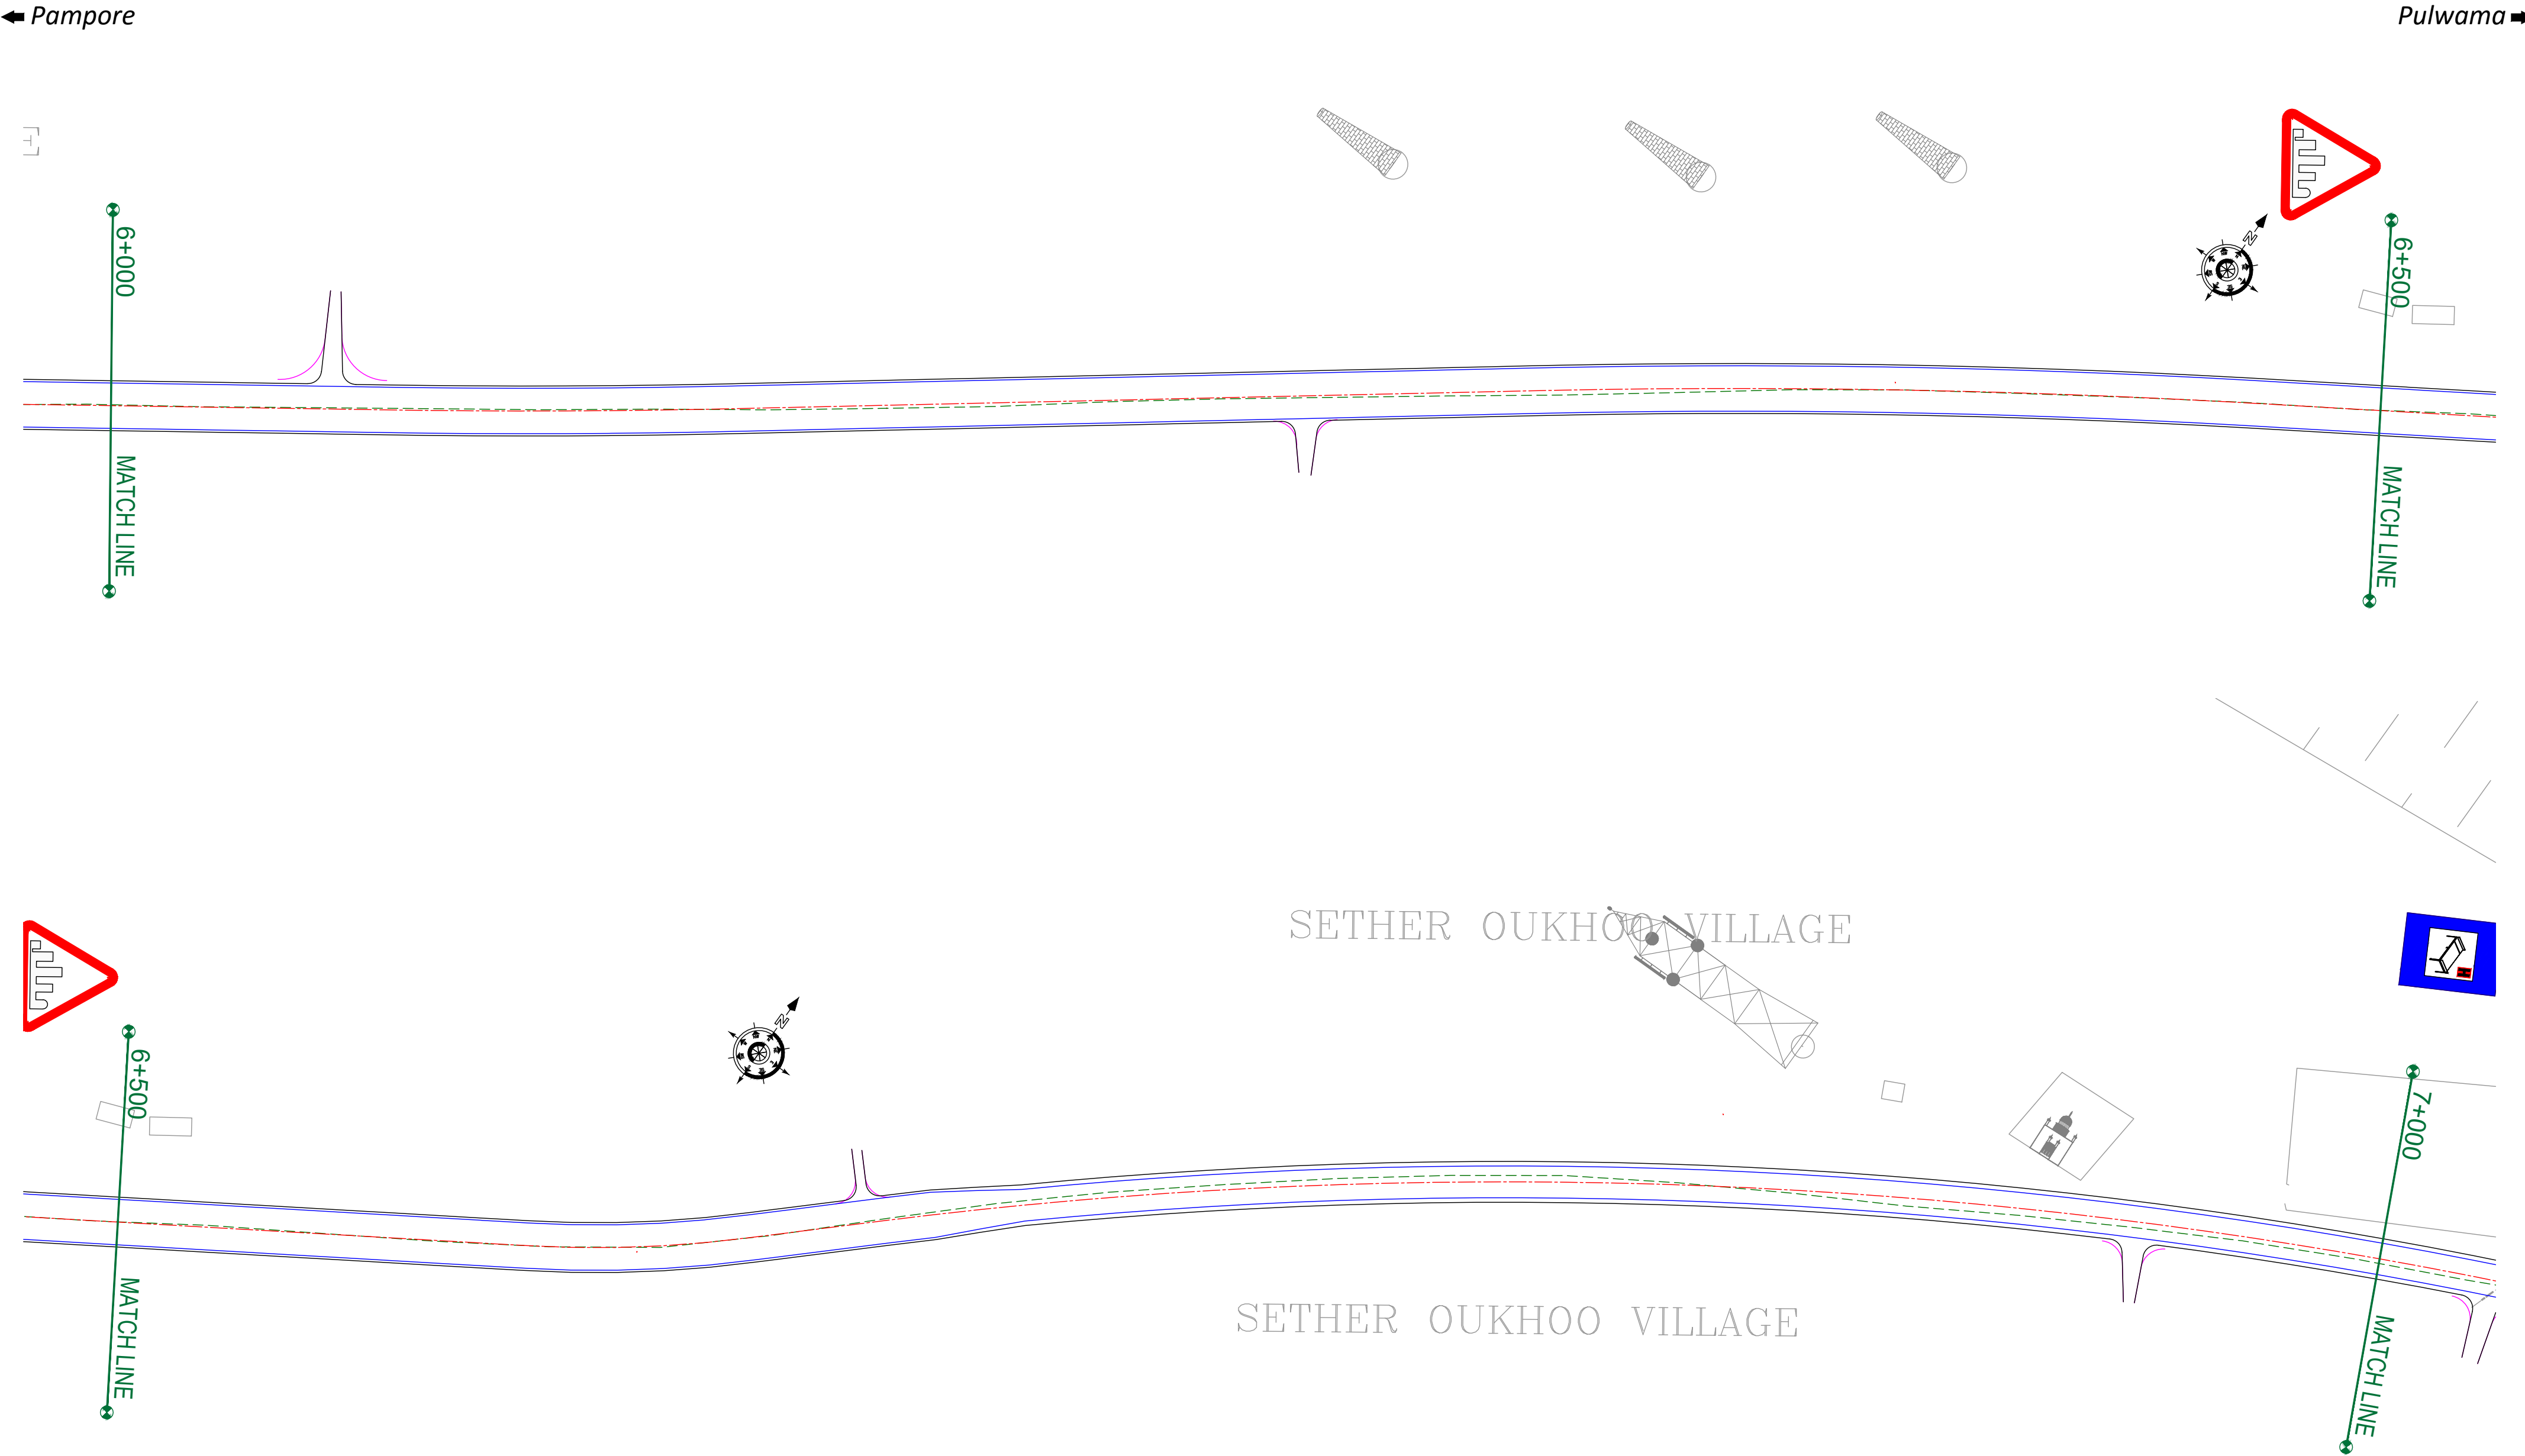 Pampore
Pulwama
E
6+000
MATCH LINE
N
6+500
MATCH LINE
SETHER OUKHOO VILLAGE
6+500
MATCH LINE
N
H
7+000
MATCH LINE
SETHER OUKHOO VILLAGE